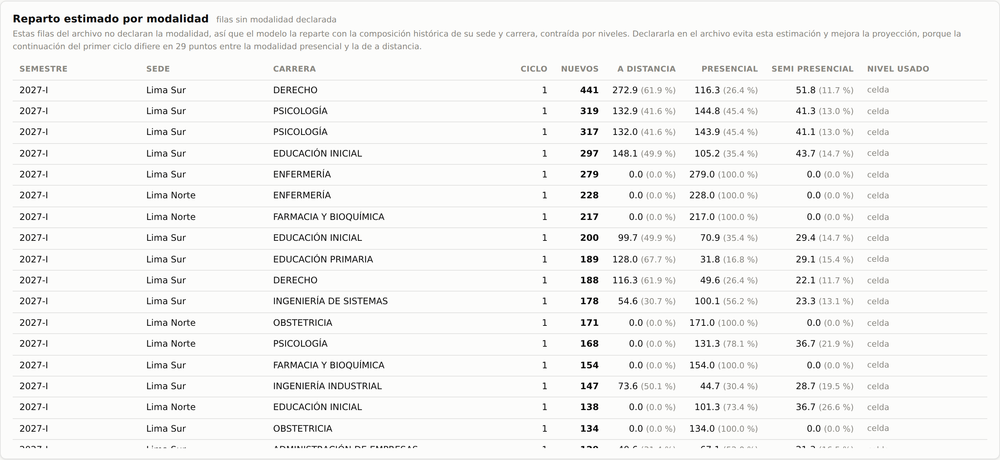 Reparto estimado por modalidad filas sin modalidad declarada
Estas filas del archivo no declaran la modalidad, así que el modelo la reparte con la composición histórica de su sede y carrera, contraída por niveles. Declararla en el archivo evita esta estimación y mejora la proyección, porque la
continuación del primer ciclo difiere en 29 puntos entre la modalidad presencial y la de a distancia.
SEMESTRE SEDE CARRERA CICLO NUEVOS A DISTANCIA PRESENCIAL SEMI PRESENCIAL NIVEL USADO
2027-I Lima Sur DERECHO 1 441 272.9 (61.9 %) 116.3 (26.4 %) 51.8 (11.7 %) celda
2027-I Lima Sur PSICOLOGÍA 1 319 132.9 (41.6 %) 144.8 (45.4 %) 41.3 (13.0 %) celda
2027-I Lima Sur PSICOLOGÍA 1 317 132.0 (41.6 %) 143.9 (45.4 %) 41.1 (13.0 %) celda
2027-I Lima Sur EDUCACIÓN INICIAL 1 297 148.1 (49.9 %) 105.2 (35.4 %) 43.7 (14.7 %) celda
2027-I Lima Sur ENFERMERÍA 1 279 0.0 (0.0 %) 279.0 (100.0 %) 0.0 (0.0 %) celda
2027-I Lima Norte ENFERMERÍA 1 228 0.0 (0.0 %) 228.0 (100.0 %) 0.0 (0.0 %) celda
2027-I Lima Norte FARMACIA Y BIOQUÍMICA 1 217 0.0 (0.0 %) 217.0 (100.0 %) 0.0 (0.0 %) celda
2027-I Lima Sur EDUCACIÓN INICIAL 1 200 99.7 (49.9 %) 70.9 (35.4 %) 29.4 (14.7 %) celda
2027-I Lima Sur EDUCACIÓN PRIMARIA 1 189 128.0 (67.7 %) 31.8 (16.8 %) 29.1 (15.4 %) celda
2027-I Lima Sur DERECHO 1 188 116.3 (61.9 %) 49.6 (26.4 %) 22.1 (11.7 %) celda
2027-I Lima Sur INGENIERÍA DE SISTEMAS 1 178 54.6 (30.7 %) 100.1 (56.2 %) 23.3 (13.1 %) celda
2027-I Lima Norte OBSTETRICIA 1 171 0.0 (0.0 %) 171.0 (100.0 %) 0.0 (0.0 %) celda
2027-I Lima Norte PSICOLOGÍA 1 168 0.0 (0.0 %) 131.3 (78.1 %) 36.7 (21.9 %) celda
2027-I Lima Sur FARMACIA Y BIOQUÍMICA 1 154 0.0 (0.0 %) 154.0 (100.0 %) 0.0 (0.0 %) celda
2027-I Lima Sur INGENIERÍA INDUSTRIAL 1 147 73.6 (50.1 %) 44.7 (30.4 %) 28.7 (19.5 %) celda
2027-I Lima Norte EDUCACIÓN INICIAL 1 138 0.0 (0.0 %) 101.3 (73.4 %) 36.7 (26.6 %) celda
2027-I Lima Sur OBSTETRICIA 1 134 0.0 (0.0 %) 134.0 (100.0 %) 0.0 (0.0 %) celda
2027-I Lima Sur ADMINISTRACIÓN DE EMPRESAS 1